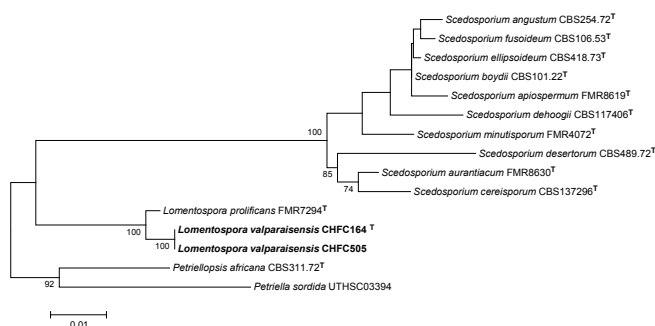 Scedosporium angustum CBS254.72T
Scedosporium fusoideum CBS106.53T
Scedosporium ellipsoideum CBS418.73T
Scedosporium boydii CBS101.22T
Scedosporium apiospermum FMR8619T
Scedosporium dehoogii CBS117406T
100
Scedosporium minutisporum FMR4072T
Scedosporium desertorum CBS489.72T
85
Scedosporium aurantiacum FMR8630T
74
Scedosporium cereisporum CBS137296T
Lomentospora prolificans FMR7294T
100
Lomentospora valparaisensis CHFC164 T
100
Lomentospora valparaisensis CHFC505
Petriellopsis africana CBS311.72T
92
Petriella sordida UTHSC03394
0.01